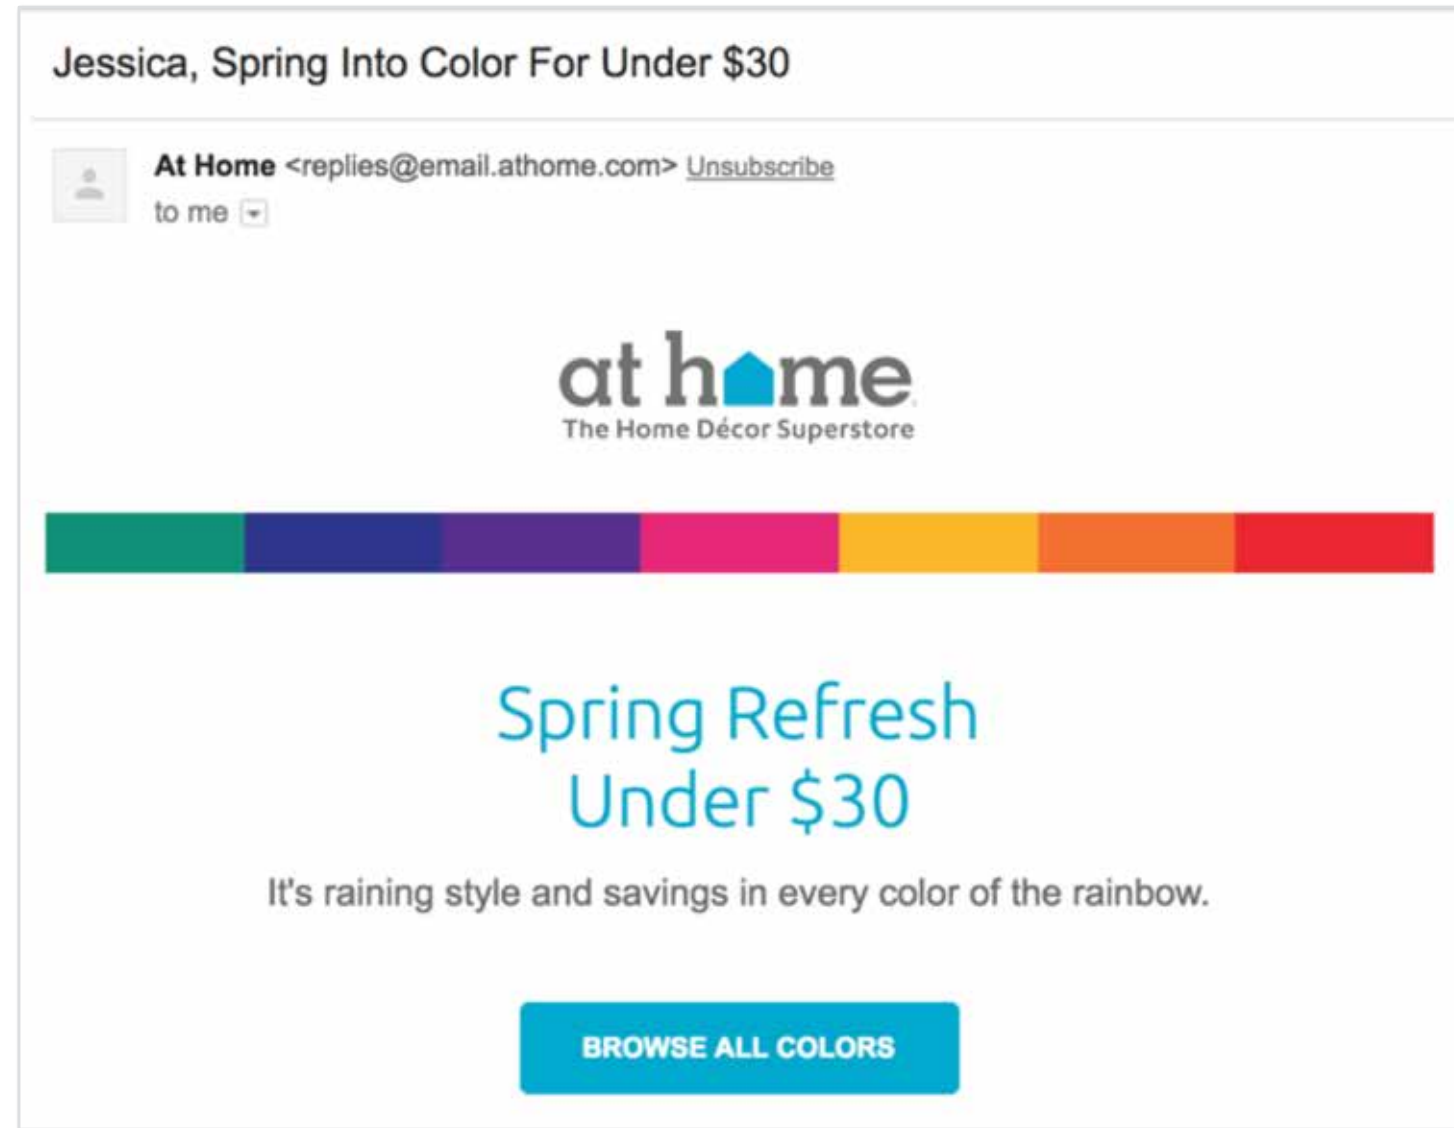 Jessica, Spring Into Color For Under $30
At Home <replies@email.athome.com> Unsubscribe
to me
at home
The Home Décor Superstore
Spring Refresh
Under $30
It's raining style and savings in every color of the rainbow.
BROWSE ALL COLORS